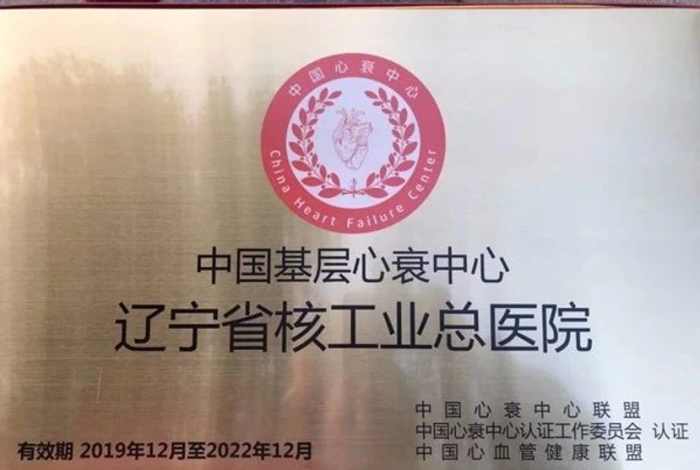 中国心衰中心
China Heart Failure Center
中国基层心衰中心
辽宁省核工业总医院
中国心衰中心联盟
中国心衰中心认证工作委员会 认证
中国心血管健康联盟
有效期 2019年12月至2022年12月